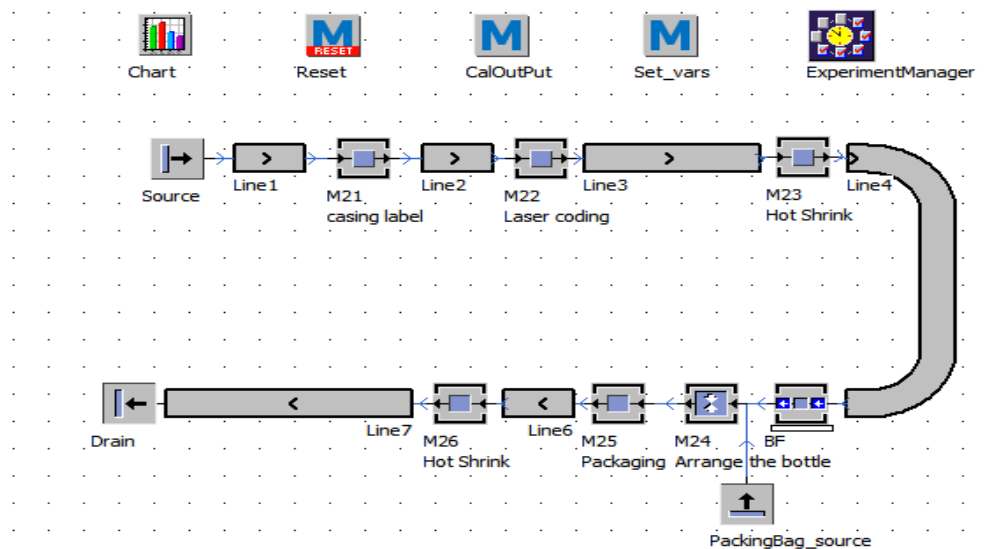 M
RESET
M
M
Chart
Reset
CalOutPut
Set_vars
ExperimentManager
Source
Line1
M21
casing label
Line2
M22
Laser coding
Line3
M23
Hot Shrink
Line4
Drain
Line7
M26
Hot Shrink
Line6
M25
Packaging
M24
Arrange the bottle
BF
PackingBag_source